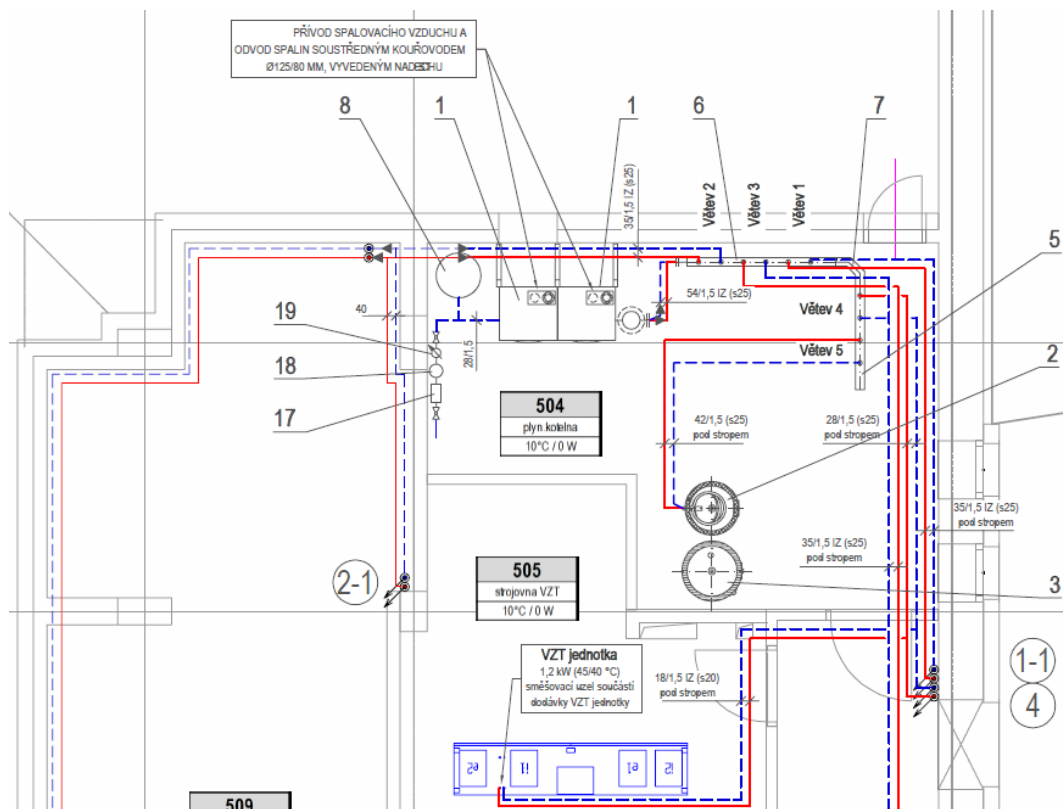 PŘÍVOD SPALOVACÍHO VZDUCHU A
ODVOD SPALIN SOUSTŘEDNÝM KOUŘOVODEM
Ø125/80 MM, VYVEDENÝM NAD
8
1
1
6
7
5
35/1,5 IZ (s25)
Větev 2
Větev 3
Větev 1
54/1,5 IZ (s25)
40
19
18
17
28/1,5
Větev 4
Větev 5
2
504
plyn.kotelna
10°C / 0 W
42/1,5 (s25)
pod stropem
28/1,5 (s25)
pod stropem
35/1,5 IZ (s25)
pod stropem
35/1,5 IZ (s25)
pod stropem
2-1
505
strojovna VZT
10°C / 0 W
3
VZT jednotka
1,2 kW (45/40 °C)
směšovací uzel součástí
dodávky VZT jednotky
18/1,5 IZ (s20)
pod stropem
1-1
4
e2
i1
e1
i2
509